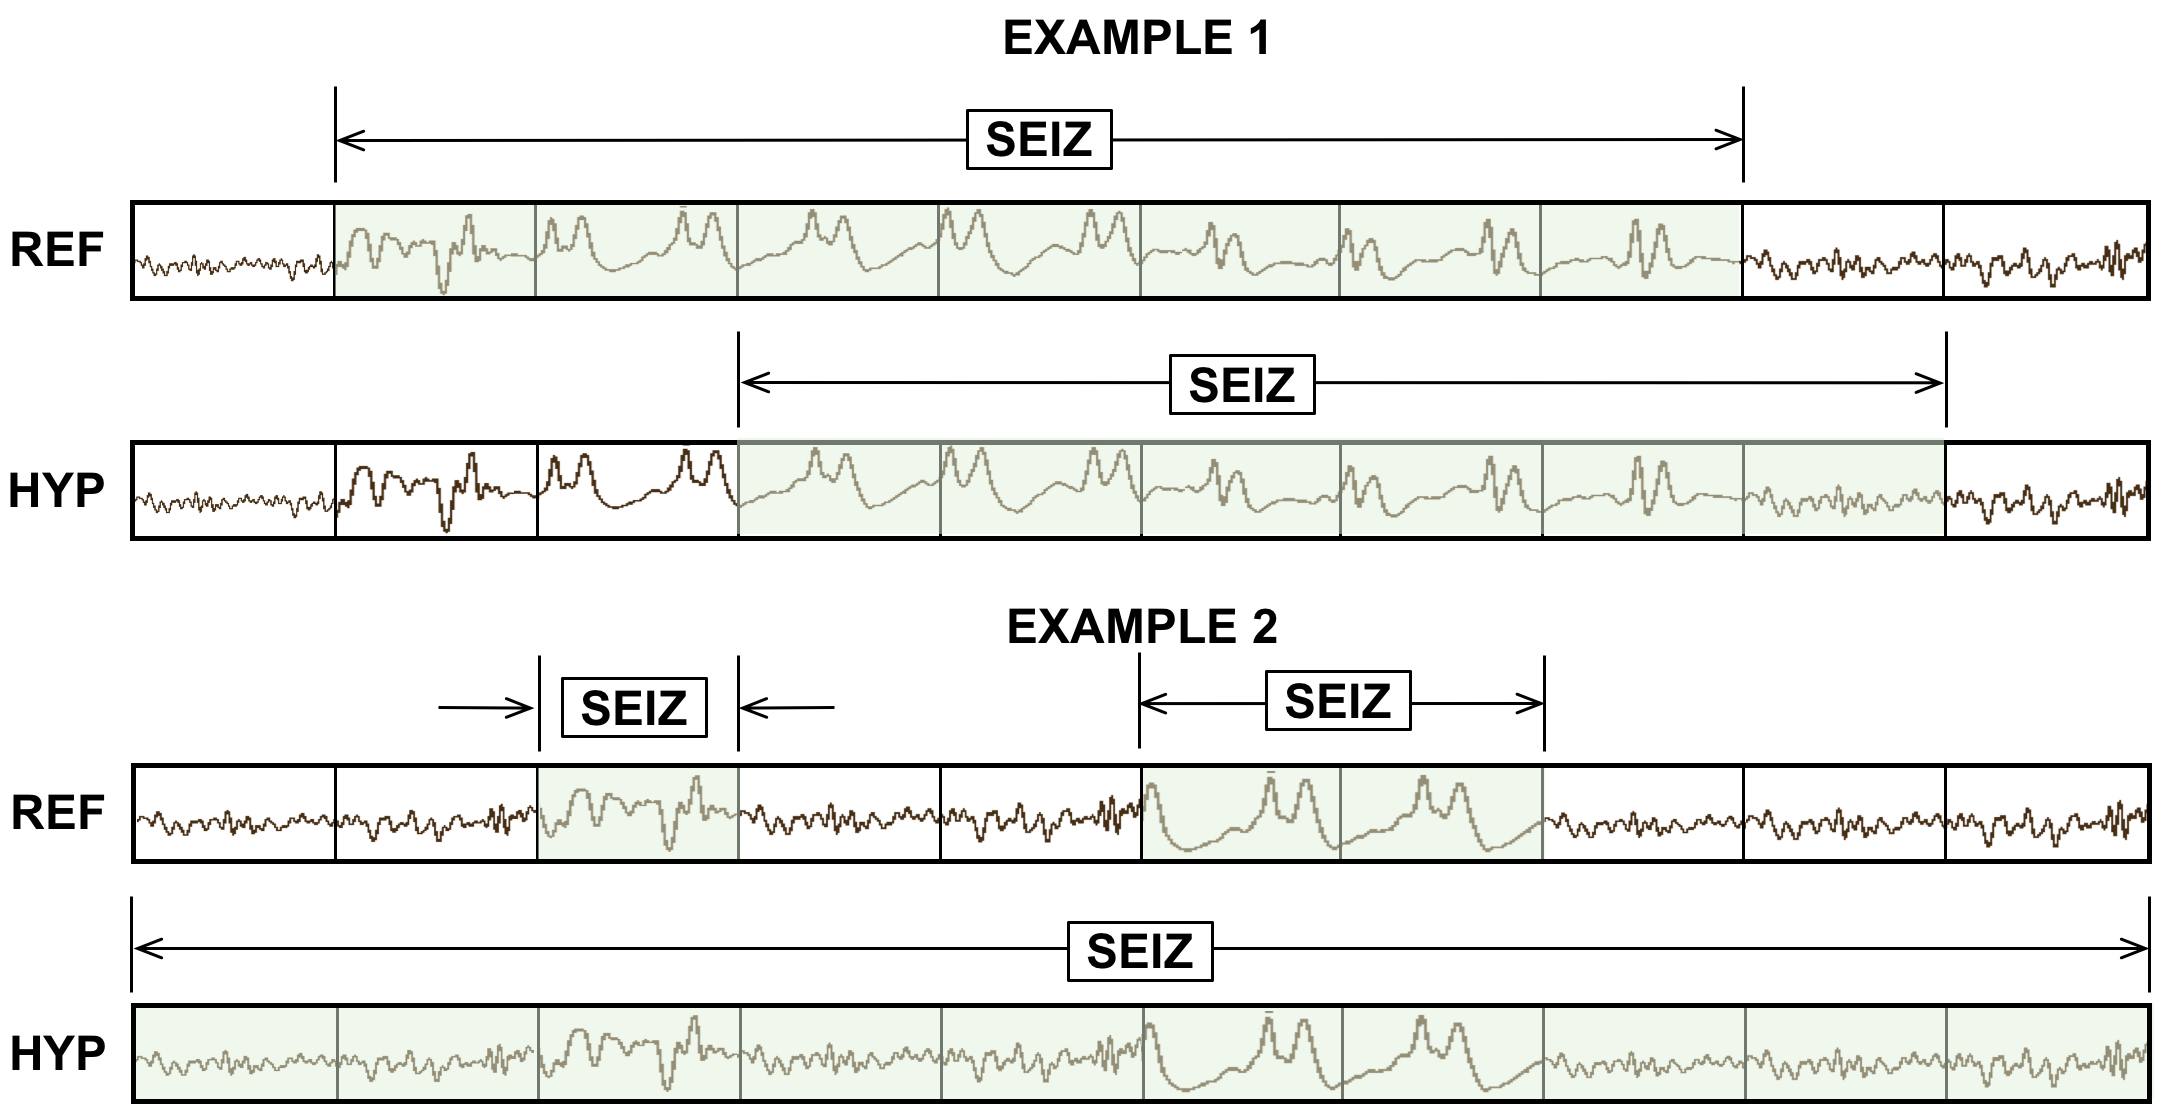 EXAMPLE 1
SEIZ
REF
SEIZ
HYP
EXAMPLE 2
SEIZ SEIZ
REF
SEIZ
HYP